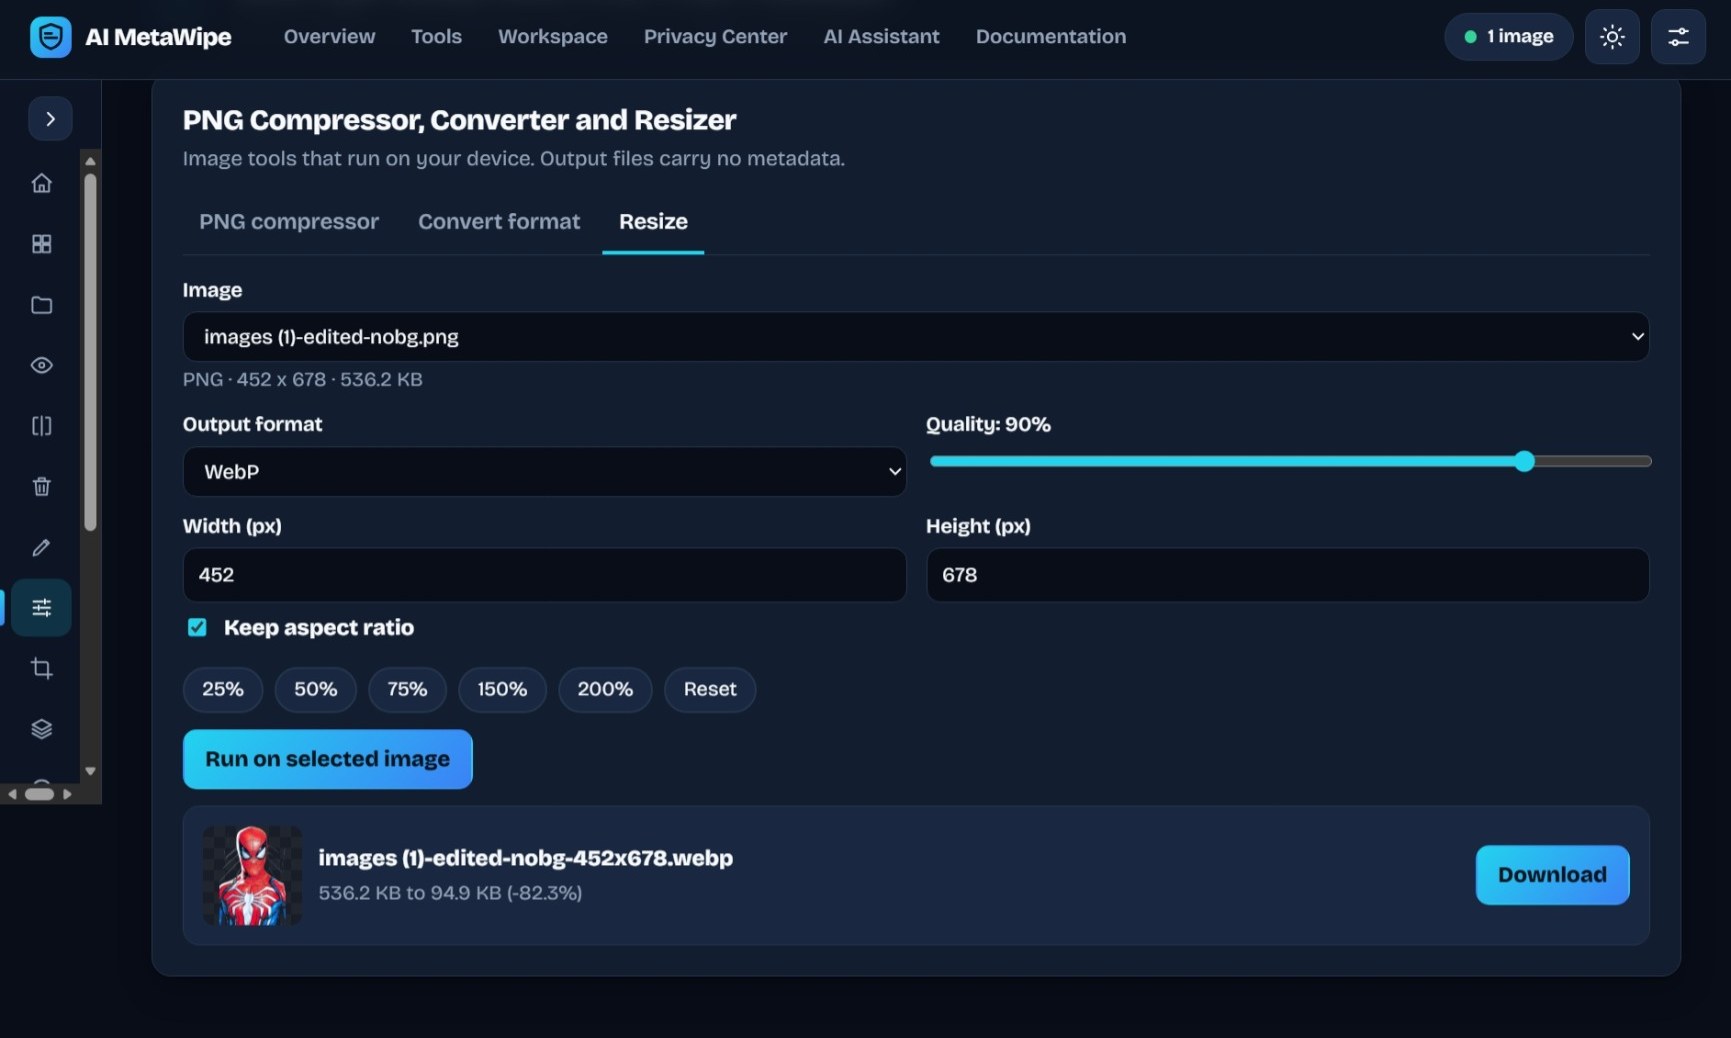 AI MetaWipe
Overview
Tools
Workspace
Privacy Center
AI Assistant
Documentation
1 image
PNG Compressor, Converter and Resizer
Image tools that run on your device. Output files carry no metadata.
PNG compressor
Convert format
Resize
Image
images (1)-edited-nobg.png
PNG · 452 x 678 · 536.2 KB
Output format
Quality: 90%
WebP
Width (px)
Height (px)
452
678
Keep aspect ratio
25%
50%
75%
150%
200%
Reset
Run on selected image
images (1)-edited-nobg-452x678.webp
536.2 KB to 94.9 KB (-82.3%)
Download